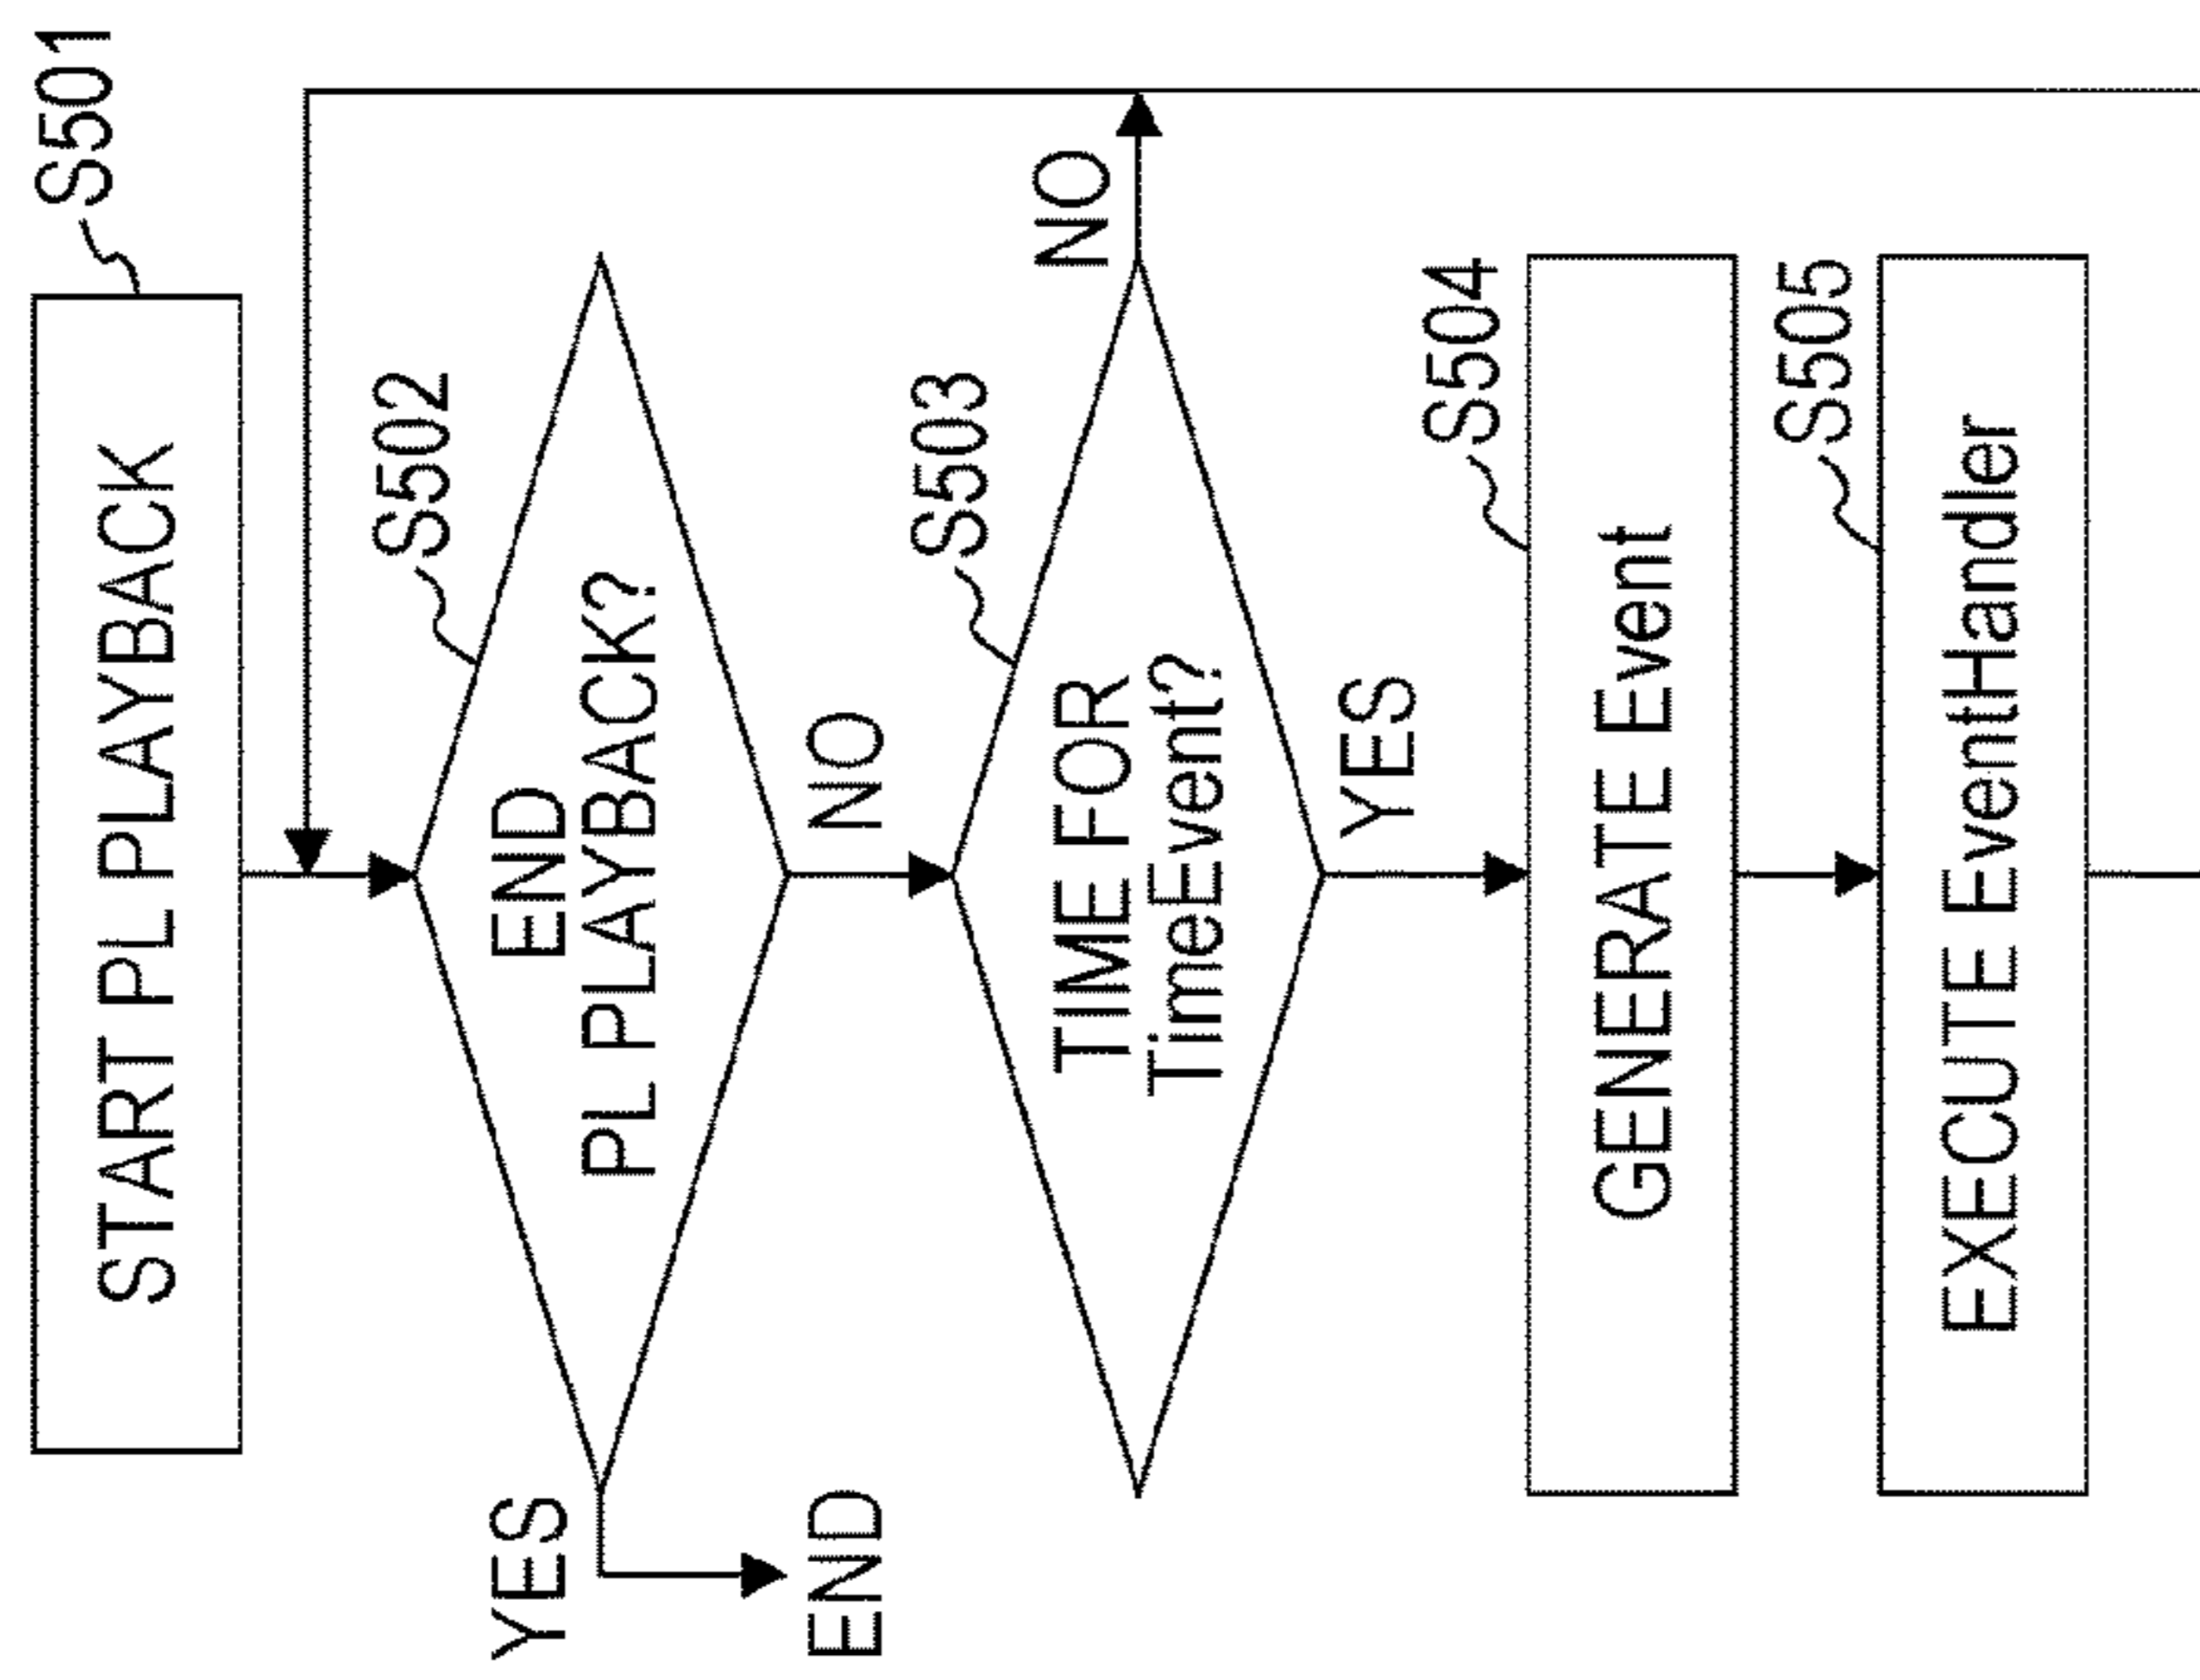 S501
START PL PLAYBACK
S502
END
PL PLAYBACK?
YES
NO
END
S503
TIME FOR
TimeEvent?
NO
YES
S504
GENERATE Event
S505
EXECUTE EventHandler